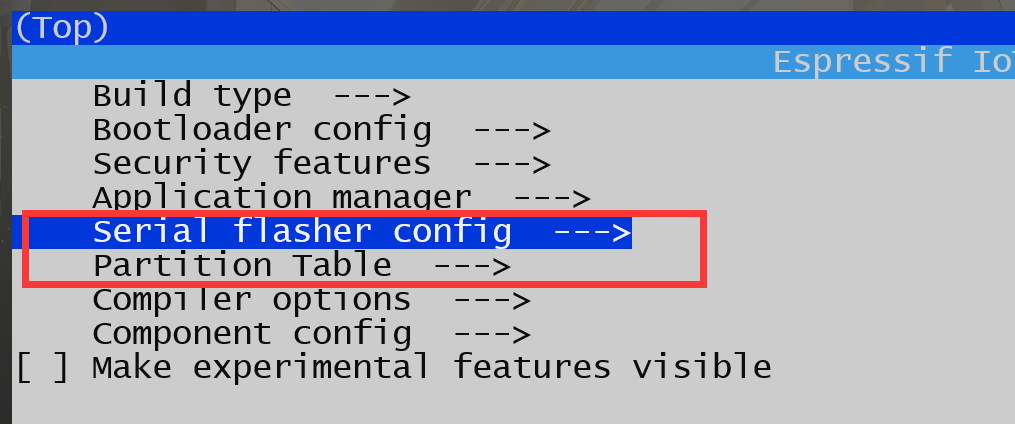 (Top)
Espressif Io
Build type  --->
Bootloader config  --->
Security features  --->
Application manager  --->
Serial flasher config  --->
Partition Table  --->
Compiler options  --->
Component config  --->
[ ] Make experimental features visible